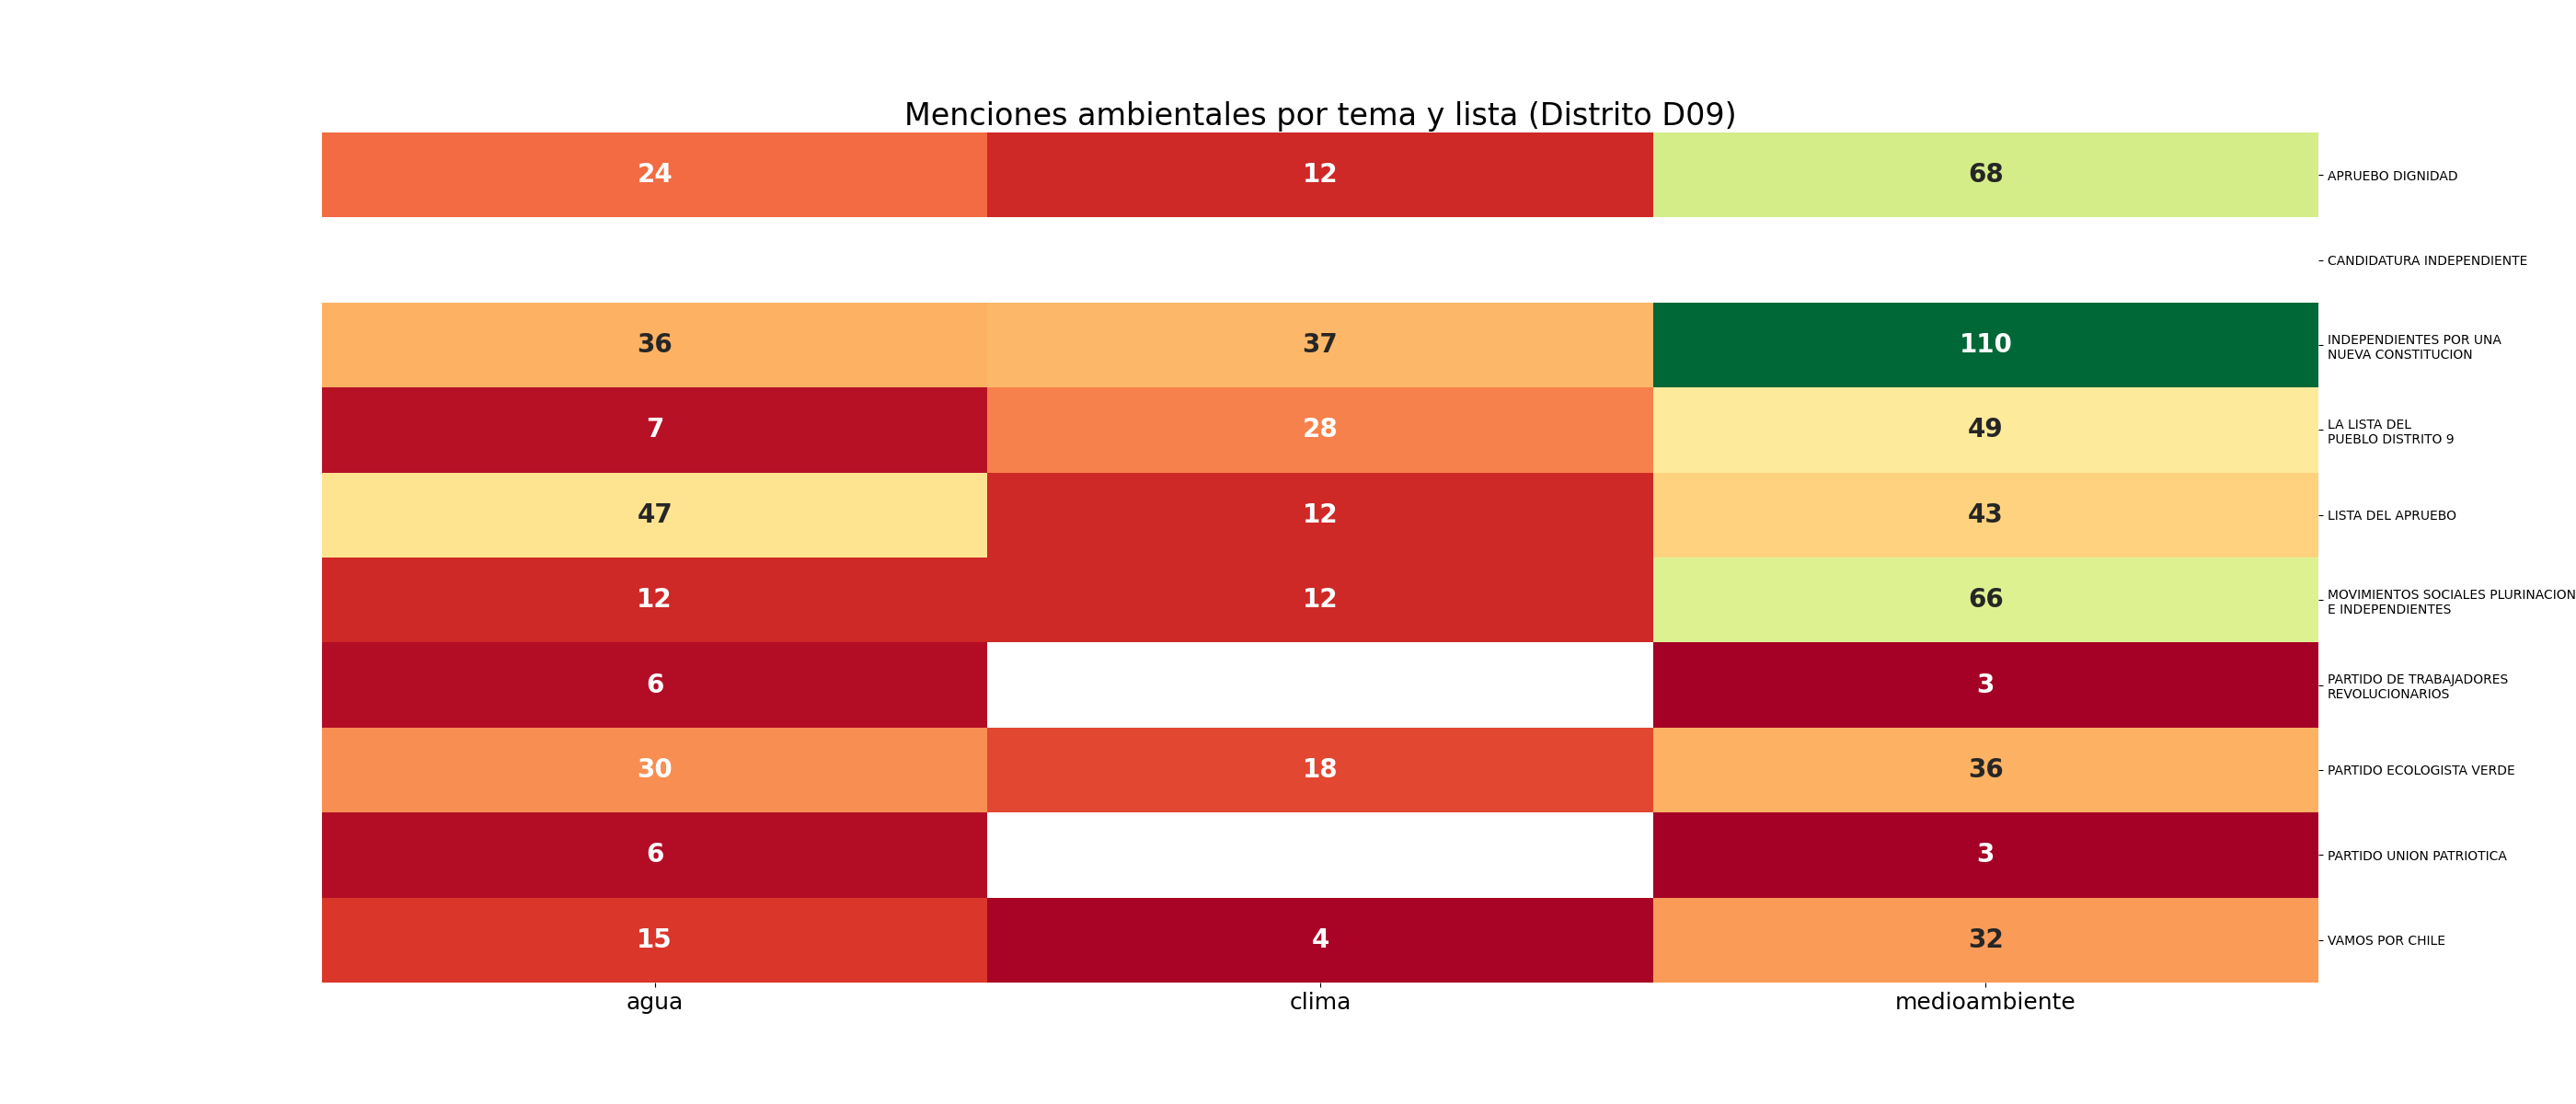 Menciones ambientales por tema y lista (Distrito D09)
24 12 68 APRUEBO DIGNIDAD
CANDIDATURA INDEPENDIENTE
36 37 110 INDEPENDIENTES POR UNA
NUEVA CONSTITUCION
7 28 49 LA LISTA DEL
PUEBLO DISTRITO 9
47 12 43 LISTA DEL APRUEBO
12 12 66 MOVIMIENTOS SOCIALES PLURINACION
E INDEPENDIENTES
6 3 PARTIDO DE TRABAJADORES
REVOLUCIONARIOS
30 18 36 PARTIDO ECOLOGISTA VERDE
6 3 PARTIDO UNION PATRIOTICA
15 4 32 VAMOS POR CHILE
agua clima medioambiente